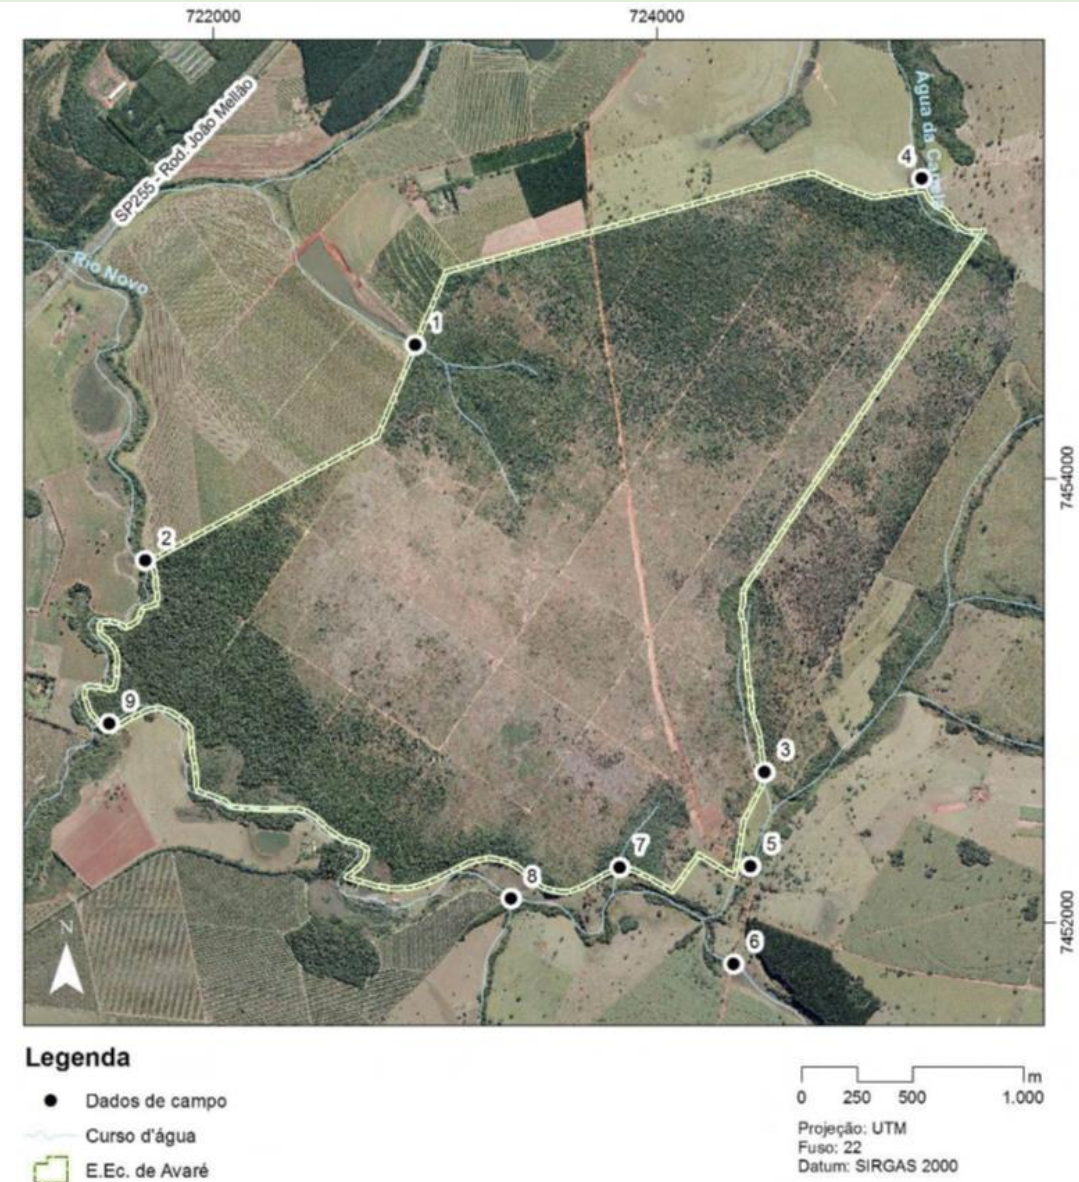 722000
724000
SP255 - Rod. João Mellão
Água da
4
Rio Novo
1
7454000
2
9
3
7
5
8
7452000
6
N
Legenda
Dados de campo
Curso d'água
E.Ec. de Avaré
m
0 250 500 1.000
Projeção: UTM
Fuso: 22
Datum: SIRGAS 2000